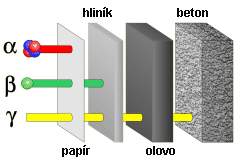 hliník beton
α
β
γ
papír olovo